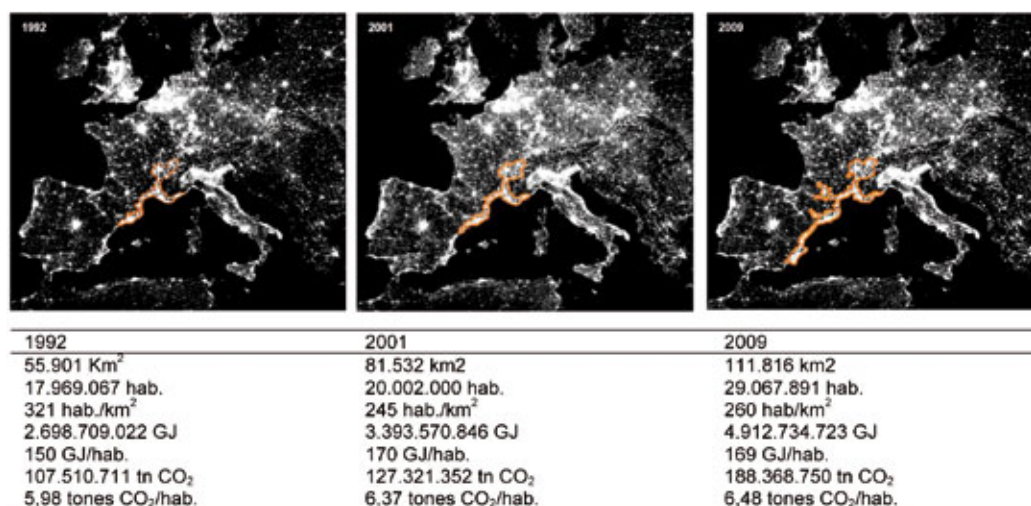 1992
2001
2009
1992 2001 2009
55.901 Km² 81.532 km2 111.816 km2
17.969.067 hab. 20.002.000 hab. 29.067.891 hab.
321 hab./km² 245 hab./km² 260 hab/km²
2.698.709.022 GJ 3.393.570.846 GJ 4.912.734.723 GJ
150 GJ/hab. 170 GJ/hab. 169 GJ/hab.
107.510.711 tn CO₂ 127.321.352 tn CO₂ 188.368.750 tn CO₂
5,98 tones CO₂/hab. 6,37 tones CO₂/hab. 6,48 tones CO₂/hab.